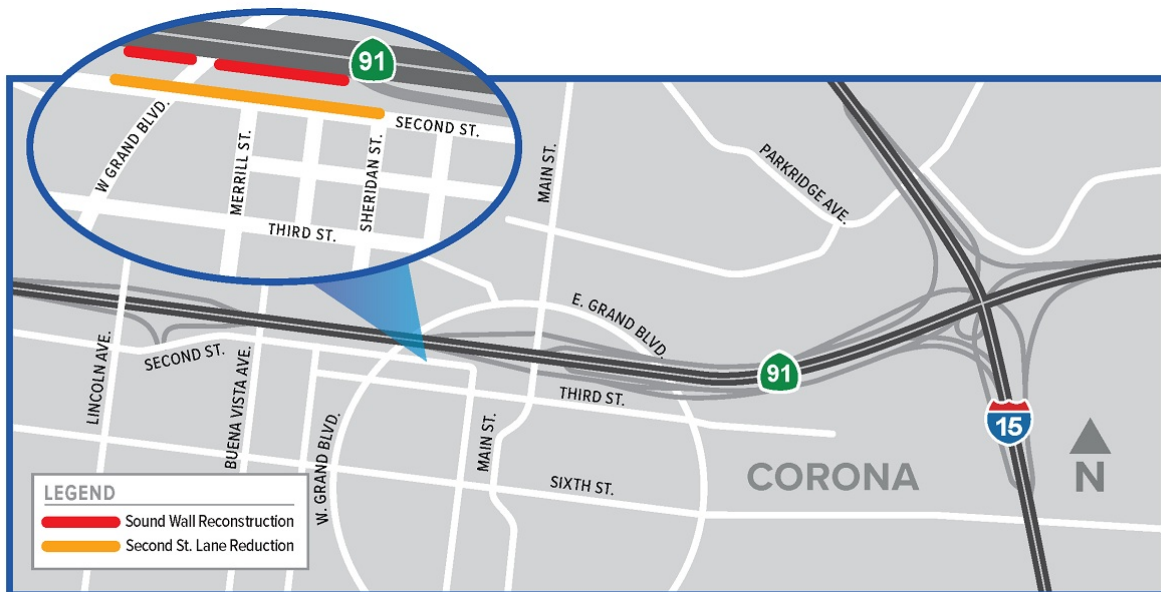 91
W GRAND BLVD.
MERRILL ST.
SHERIDAN ST.
SECOND ST.
THIRD ST.
MAIN ST.
PARKRIDGE AVE.
E. GRAND BLVD.
SECOND ST.
LINCOLN AVE.
BUENA VISTA AVE.
W. GRAND BLVD.
MAIN ST.
THIRD ST.
91
SIXTH ST.
15
CORONA
N
LEGEND
Sound Wall Reconstruction
Second St. Lane Reduction